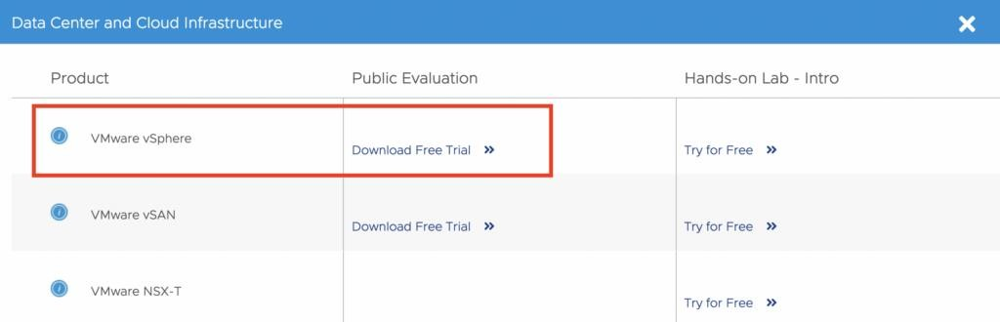 Data Center and Cloud Infrastructure
Product Public Evaluation Hands-on Lab - Intro
VMware vSphere Download Free Trial » Try for Free »
VMware vSAN Download Free Trial » Try for Free »
VMware NSX-T Try for Free »